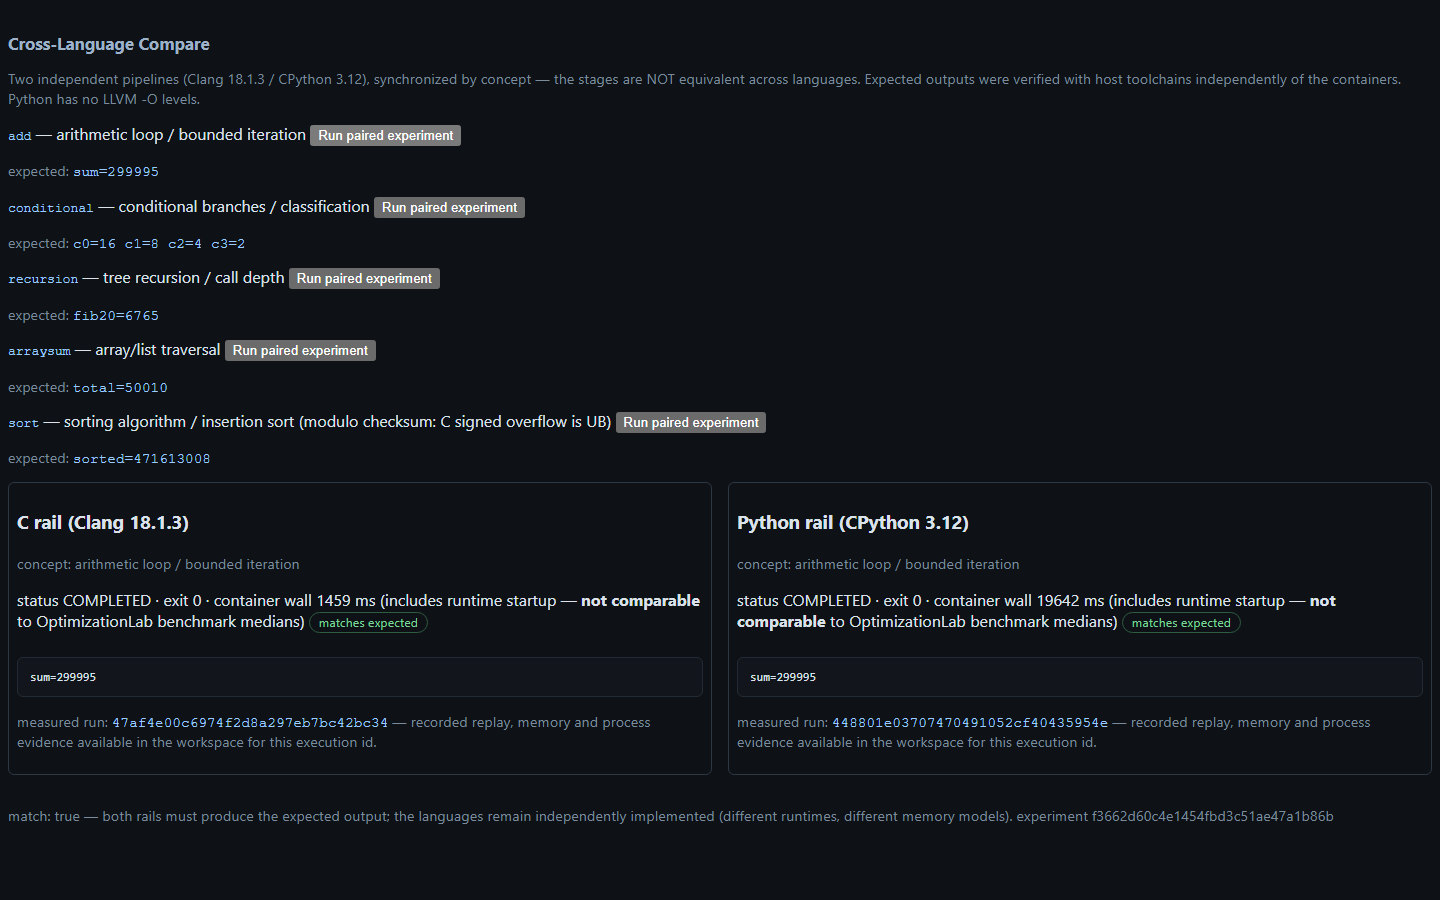 Cross-Language Compare
Two independent pipelines (Clang 18.1.3 / CPython 3.12), synchronized by concept — the stages are NOT equivalent across languages. Expected outputs were verified with host toolchains independently of the containers.
Python has no LLVM -O levels.
add — arithmetic loop / bounded iteration Run paired experiment
expected: sum=299995
conditional — conditional branches / classification Run paired experiment
expected: c0=16 c1=8 c2=4 c3=2
recursion — tree recursion / call depth Run paired experiment
expected: fib20=6765
arraysum — array/list traversal Run paired experiment
expected: total=50010
sort — sorting algorithm / insertion sort (modulo checksum: C signed overflow is UB) Run paired experiment
expected: sorted=471613008
C rail (Clang 18.1.3)
concept: arithmetic loop / bounded iteration
status COMPLETED · exit 0 · container wall 1459 ms (includes runtime startup — not comparable
to OptimizationLab benchmark medians) matches expected
sum=299995
measured run: 47af4e00c6974f2d8a297eb7bc42bc34 — recorded replay, memory and process
evidence available in the workspace for this execution id.
Python rail (CPython 3.12)
concept: arithmetic loop / bounded iteration
status COMPLETED · exit 0 · container wall 19642 ms (includes runtime startup — not
comparable to OptimizationLab benchmark medians) matches expected
sum=299995
measured run: 448801e03707470491052cf40435954e — recorded replay, memory and process
evidence available in the workspace for this execution id.
match: true — both rails must produce the expected output; the languages remain independently implemented (different runtimes, different memory models). experiment f3662d60c4e1454fbd3c51ae47a1b86b